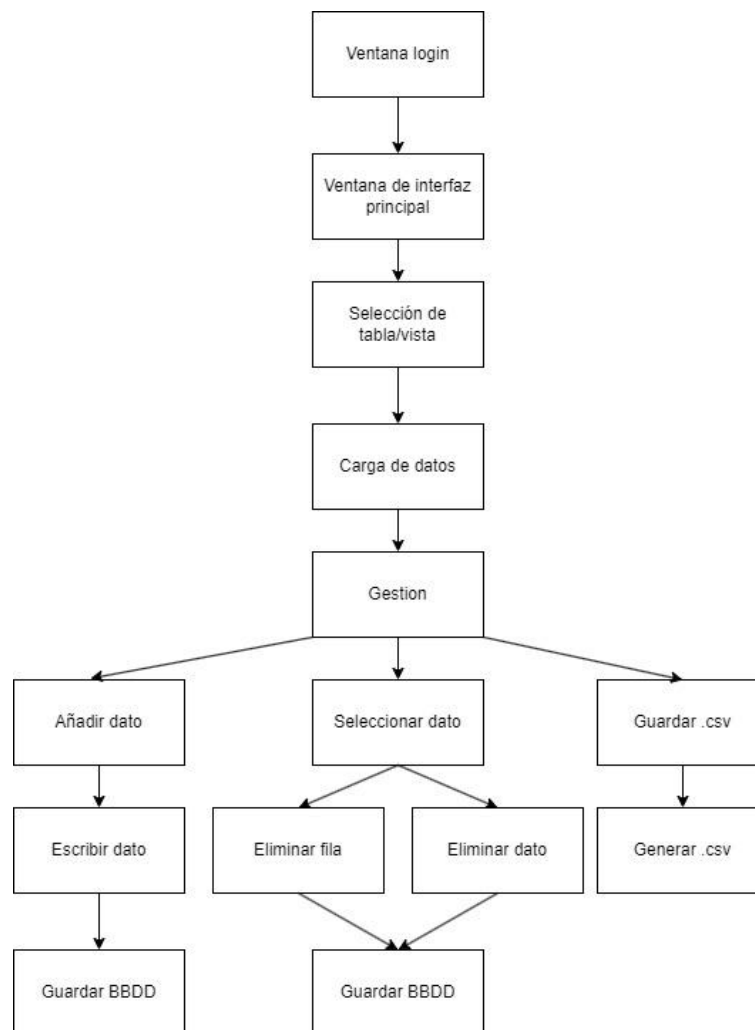 Ventana login
Ventana de interfaz
principal
Selección de
tabla/vista
Carga de datos
Gestion
Añadir dato
Seleccionar dato
Guardar .csv
Escribir dato
Eliminar fila
Eliminar dato
Generar .csv
Guardar BBDD
Guardar BBDD